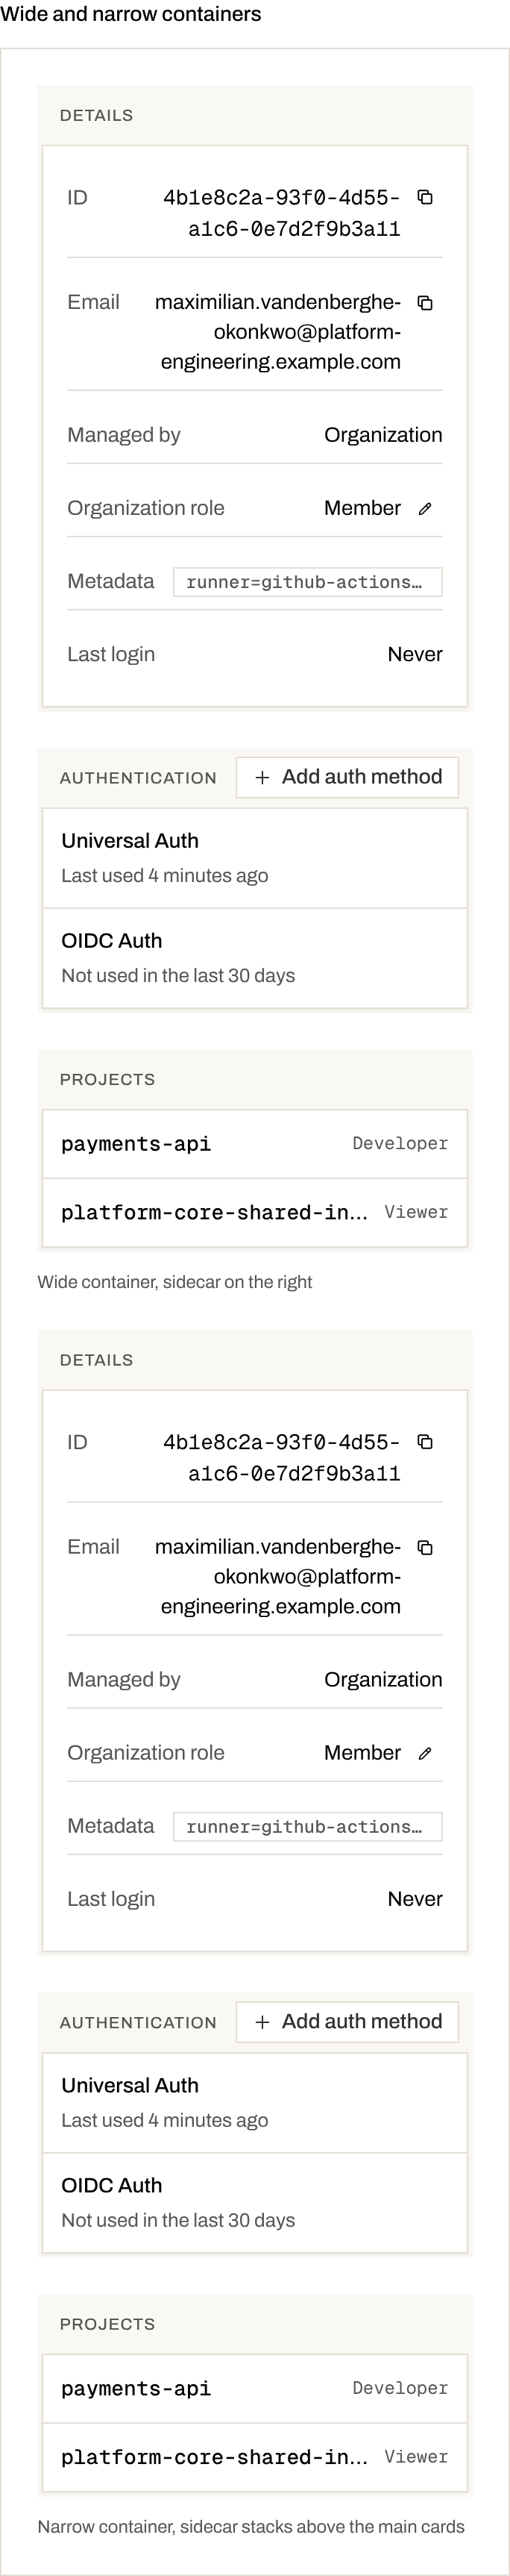 Wide and narrow containers
DETAILS
ID
4b1e8c2a-93f0-4d55-
a1c6-0e7d2f9b3a11
Email
maximilian.vandenberghe-
okonkwo@platform-
engineering.example.com
Managed by
Organization
Organization role
Member
Metadata
runner=github-actions…
Last login
Never
AUTHENTICATION
Add auth method
Universal Auth
Last used 4 minutes ago
OIDC Auth
Not used in the last 30 days
PROJECTS
payments-api
Developer
platform-core-shared-in…
Viewer
Wide container, sidecar on the right
DETAILS
ID
4b1e8c2a-93f0-4d55-
a1c6-0e7d2f9b3a11
Email
maximilian.vandenberghe-
okonkwo@platform-
engineering.example.com
Managed by
Organization
Organization role
Member
Metadata
runner=github-actions…
Last login
Never
AUTHENTICATION
Add auth method
Universal Auth
Last used 4 minutes ago
OIDC Auth
Not used in the last 30 days
PROJECTS
payments-api
Developer
platform-core-shared-in…
Viewer
Narrow container, sidecar stacks above the main cards